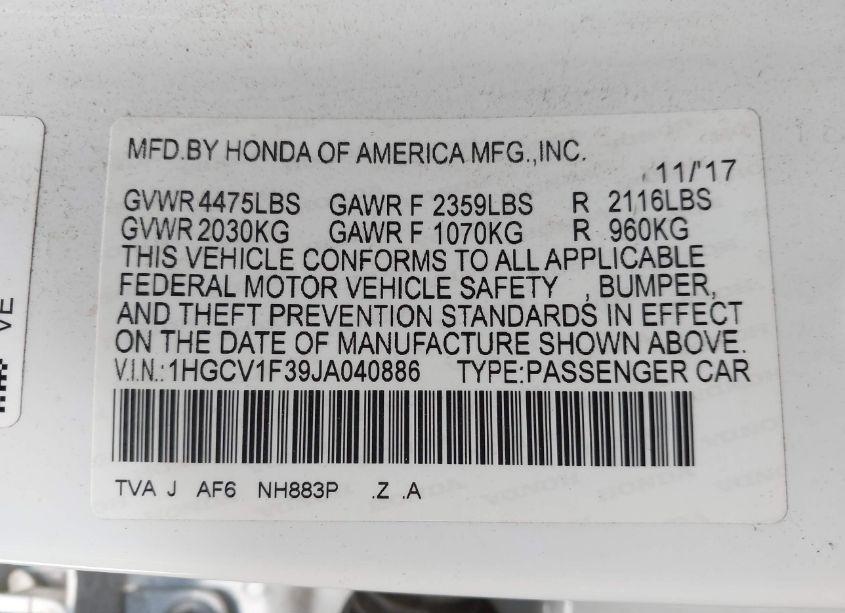 MFD.BY HONDA OF AMERICA MFG.,INC.
11/'17
GVWR 4475LBS GAWR F 2359LBS R 2116LBS
GVWR 2030KG GAWR F 1070KG R 960KG
THIS VEHICLE CONFORMS TO ALL APPLICABLE
FEDERAL MOTOR VEHICLE SAFETY , BUMPER,
AND THEFT PREVENTION STANDARDS IN EFFECT
ON THE DATE OF MANUFACTURE SHOWN ABOVE.
V.I.N.: 1HGCV1F39JA040886 TYPE:PASSENGER CAR
TVA J AF6 NH883P .Z .A
VE